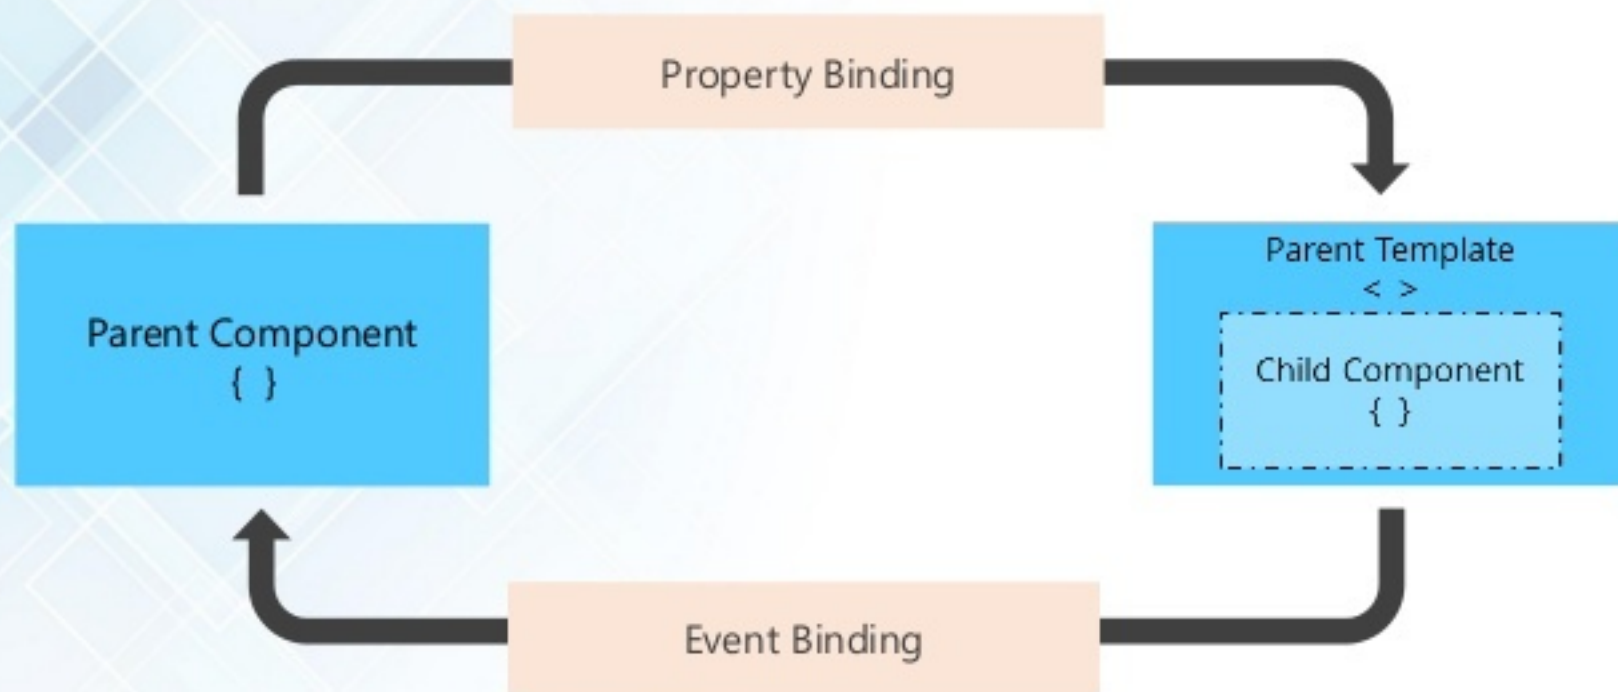 Property Binding
Parent Component
{ }
Parent Template
< >
Child Component
{ }
Event Binding